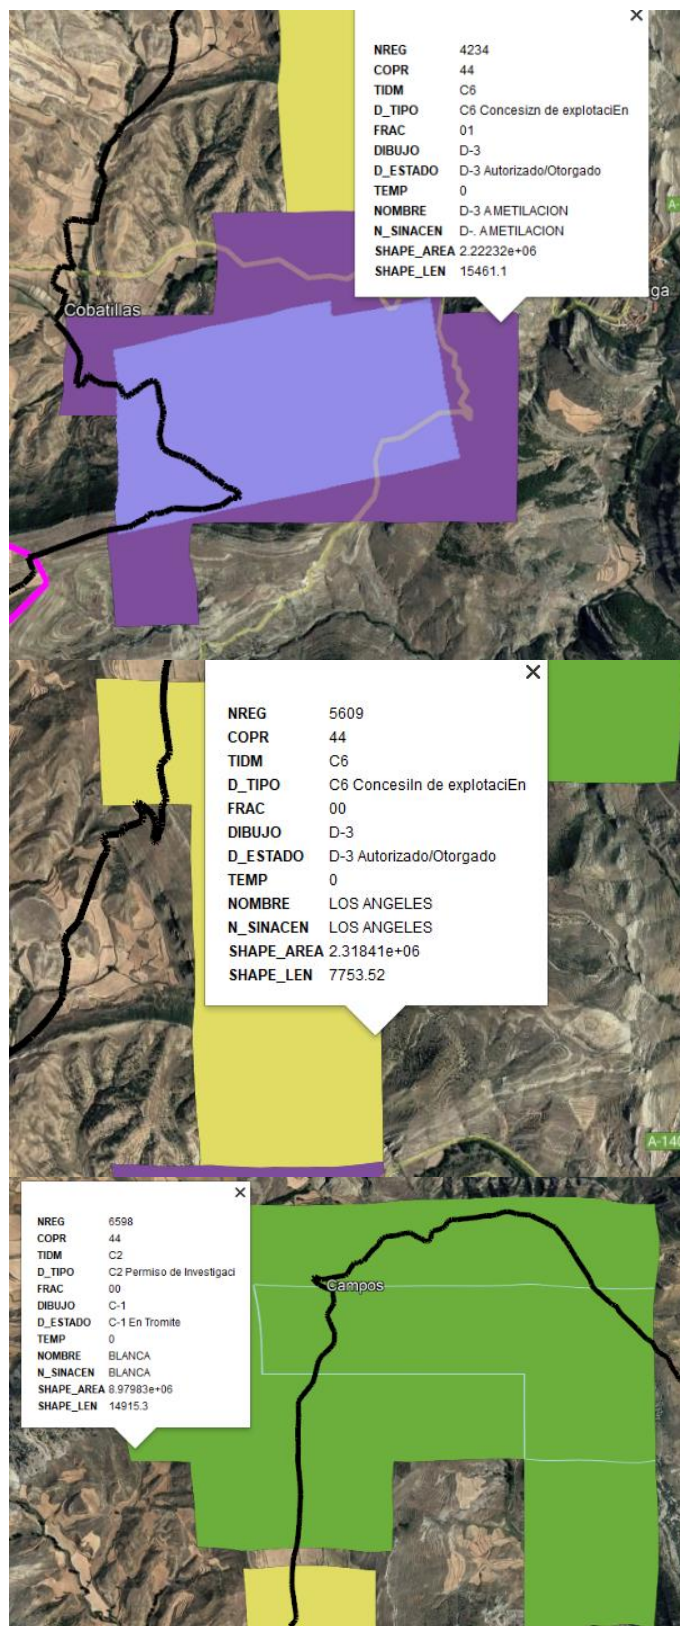 NREG 4234
COPR 44
TIDM C6
D_TIPO C6 Concesizn de explotaciEn
FRAC 01
DIBUJO D-3
D_ESTADO D-3 Autorizado/Otorgado
TEMP 0
NOMBRE D-3 AMETILACION
N_SINACEN D-. AMETILACION
SHAPE_AREA 2.22232e+06
SHAPE_LEN 15461.1
A-
ga
Cobatillas
NREG 5609
COPR 44
TIDM C6
D_TIPO C6 Concesiln de explotaciEn
FRAC 00
DIBUJO D-3
D_ESTADO D-3 Autorizado/Otorgado
TEMP 0
NOMBRE LOS ANGELES
N_SINACEN LOS ANGELES
SHAPE_AREA 2.31841e+06
SHAPE_LEN 7753.52
A-140
NREG 6598
COPR 44
TIDM C2
D_TIPO C2 Permiso de Investigaci
FRAC 00
DIBUJO C-1
D_ESTADO C-1 En Tromite
TEMP 0
NOMBRE BLANCA
N_SINACEN BLANCA
SHAPE_AREA 8.97983e+06
SHAPE_LEN 14915.3
Campos